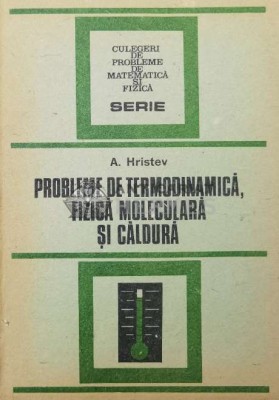 CULEGERI
DE
PROBLEME
DE
MATEMATICĂ
ȘI
FIZICĂ
SERIE
A. Hristev
PROBLEME DE TERMODINAMICĂ,
FIZICĂ MOLECULARĂ
ȘI CĂLDURĂ